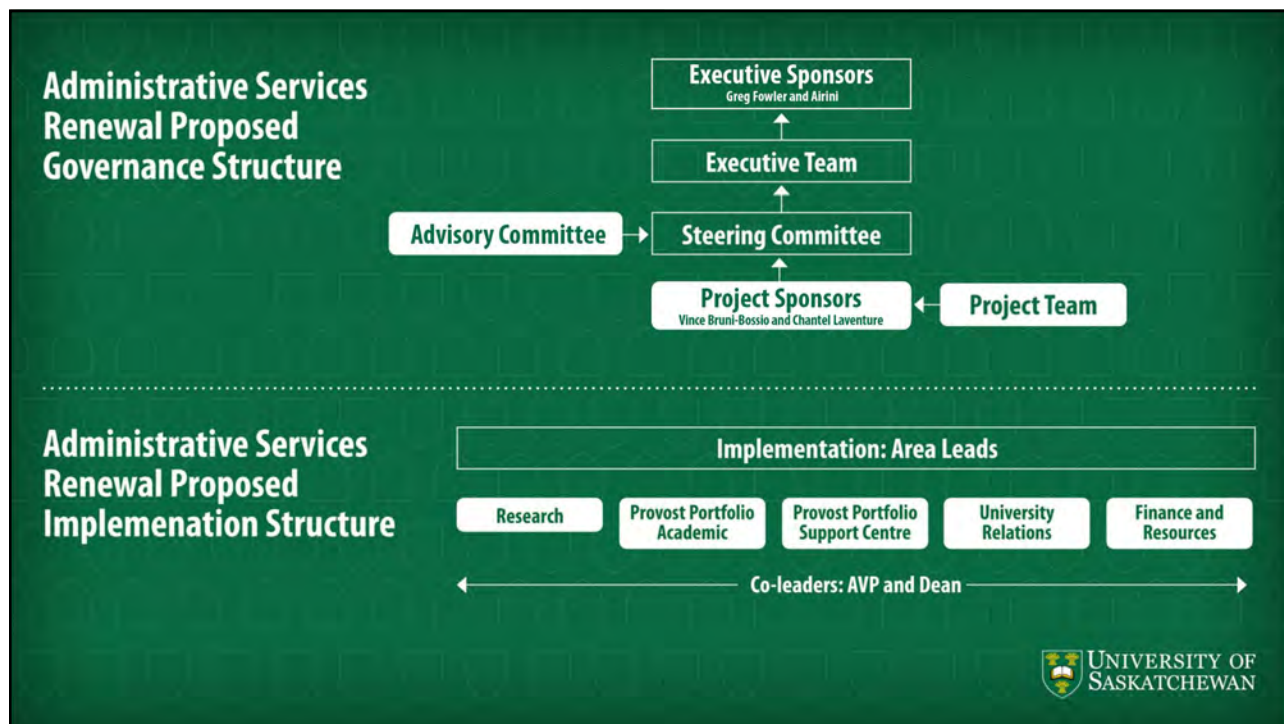 Administrative Services
Renewal Proposed
Governance Structure
Executive Sponsors
Greg Fowler and Airini
Executive Team
Advisory Committee
Steering Committee
Project Sponsors
Vince Bruni-Bossio and Chantel Laventure
Project Team
Administrative Services
Renewal Proposed
Implemenation Structure
Implementation: Area Leads
Research
Provost Portfolio
Academic
Provost Portfolio
Support Centre
University
Relations
Finance and
Resources
Co-leaders: AVP and Dean
UNIVERSITY OF
SASKATCHEWAN